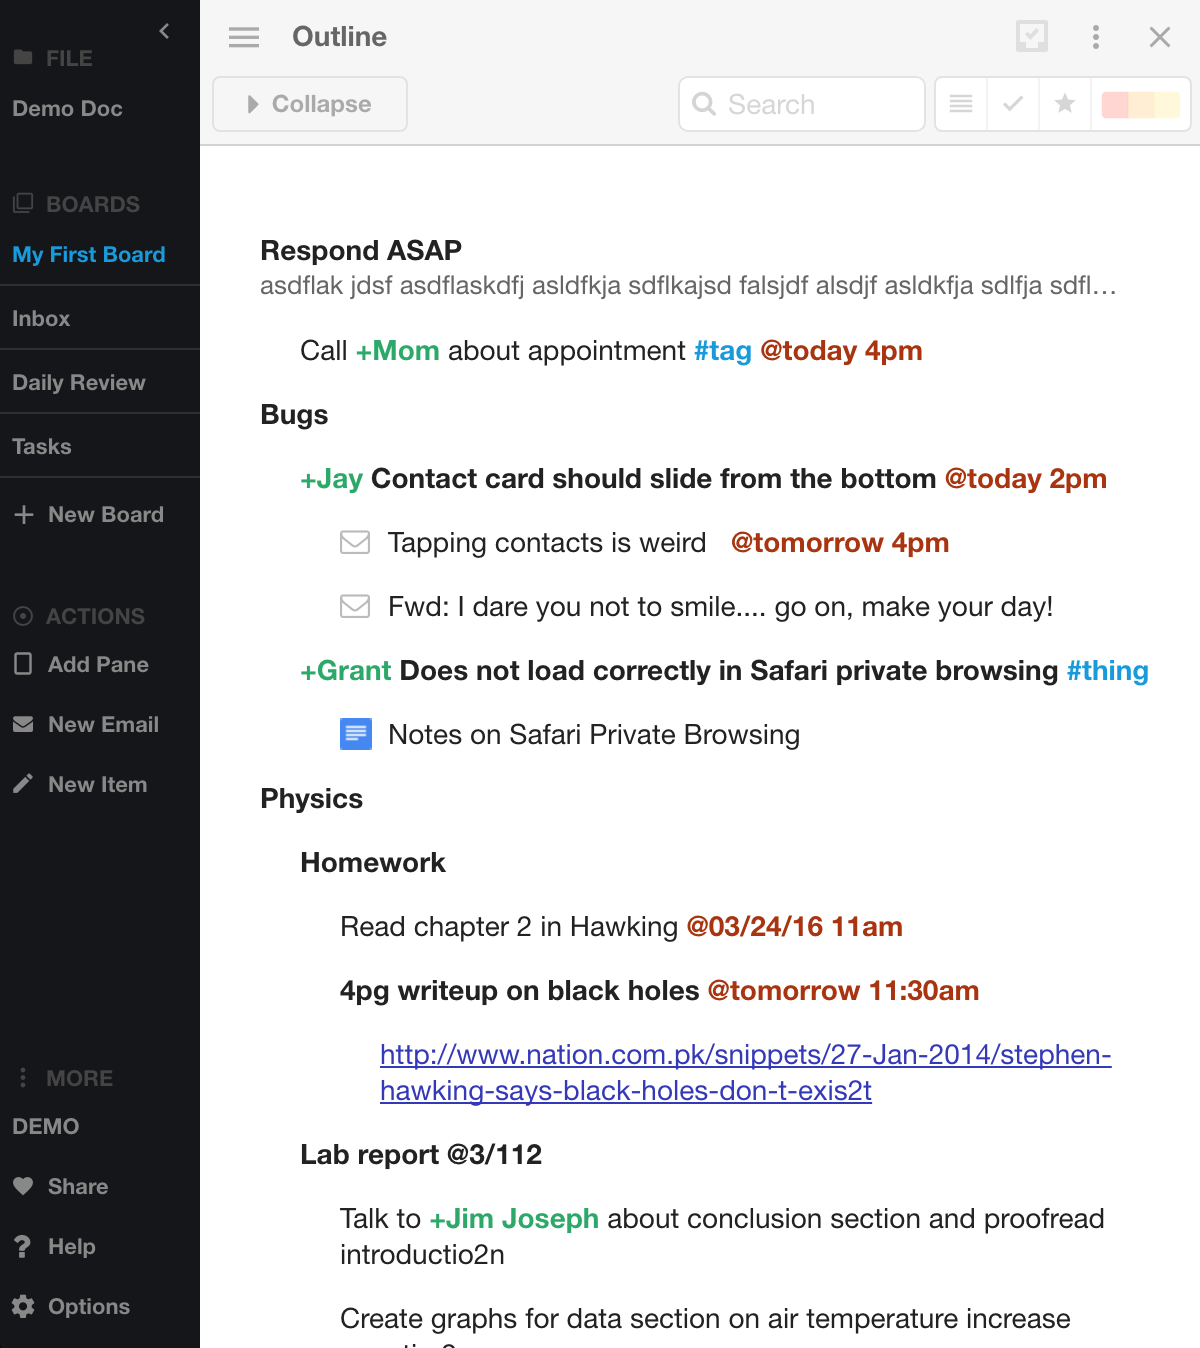 FILE
Demo Doc
BOARDS
My First Board
Inbox
Daily Review
Tasks
New Board
ACTIONS
Add Pane
New Email
New Item
MORE
DEMO
Share
Help
Options
Outline
Collapse
Search
Respond ASAP
asdflak jdsf asdflaskdfj asldfkja sdflkajsd falsjdf alsdjf asldkfja sdlfja sdfl…
Call +Mom about appointment #tag @today 4pm
Bugs
+Jay Contact card should slide from the bottom @today 2pm
Tapping contacts is weird @tomorrow 4pm
Fwd: I dare you not to smile.... go on, make your day!
+Grant Does not load correctly in Safari private browsing #thing
Notes on Safari Private Browsing
Physics
Homework
Read chapter 2 in Hawking @03/24/16 11am
4pg writeup on black holes @tomorrow 11:30am
http://www.nation.com.pk/snippets/27-Jan-2014/stephen-
hawking-says-black-holes-don-t-exis2t
Lab report @3/112
Talk to +Jim Joseph about conclusion section and proofread
introductio2n
Create graphs for data section on air temperature increase